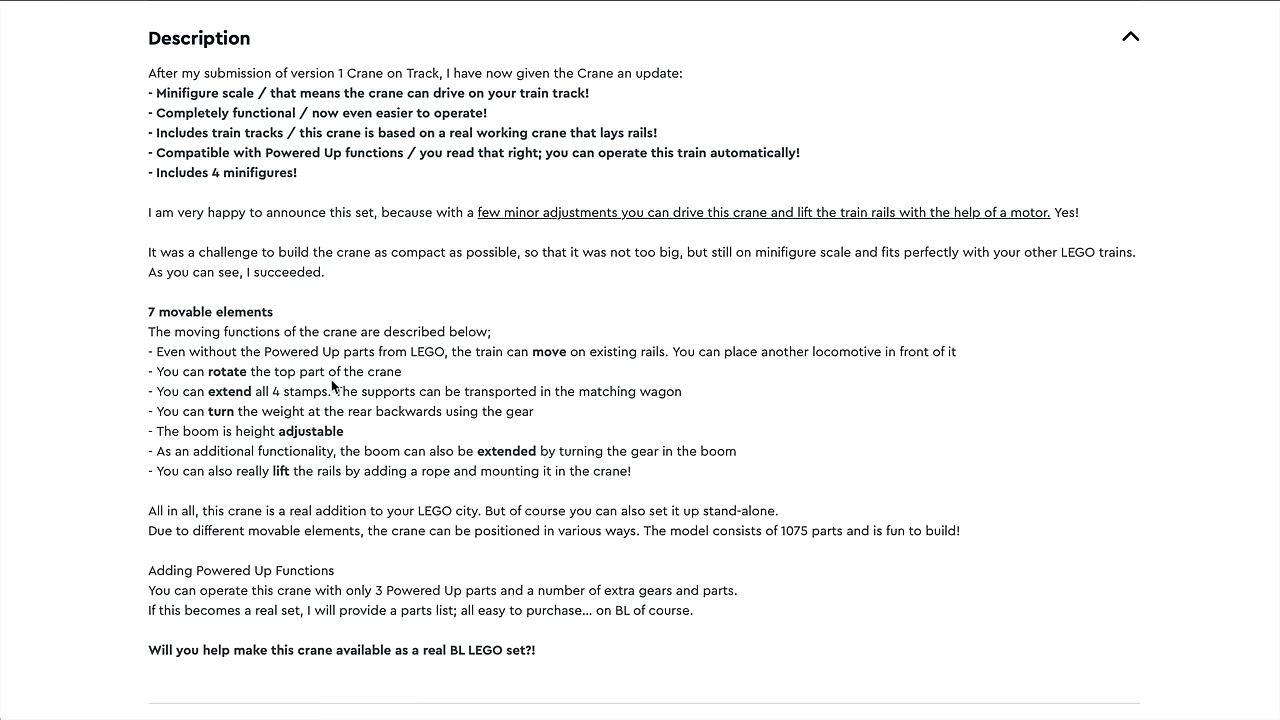 Description
After my submission of version 1 Crane on Track, I have now given the Crane an update:
- Minifigure scale / that means the crane can drive on your train track!
- Completely functional / now even easier to operate!
- Includes train tracks / this crane is based on a real working crane that lays rails!
- Compatible with Powered Up functions / you read that right; you can operate this train automatically!
- Includes 4 minifigures!
I am very happy to announce this set, because with a few minor adjustments you can drive this crane and lift the train rails with the help of a motor. Yes!
It was a challenge to build the crane as compact as possible, so that it was not too big, but still on minifigure scale and fits perfectly with your other LEGO trains.
As you can see, I succeeded.
7 movable elements
The moving functions of the crane are described below;
- Even without the Powered Up parts from LEGO, the train can move on existing rails. You can place another locomotive in front of it
- You can rotate the top part of the crane
- You can extend all 4 stamps. The supports can be transported in the matching wagon
- You can turn the weight at the rear backwards using the gear
- The boom is height adjustable
- As an additional functionality, the boom can also be extended by turning the gear in the boom
- You can also really lift the rails by adding a rope and mounting it in the crane!
All in all, this crane is a real addition to your LEGO city. But of course you can also set it up stand-alone.
Due to different movable elements, the crane can be positioned in various ways. The model consists of 1075 parts and is fun to build!
Adding Powered Up Functions
You can operate this crane with only 3 Powered Up parts and a number of extra gears and parts.
If this becomes a real set, I will provide a parts list; all easy to purchase... on BL of course.
Will you help make this crane available as a real BL LEGO set?!